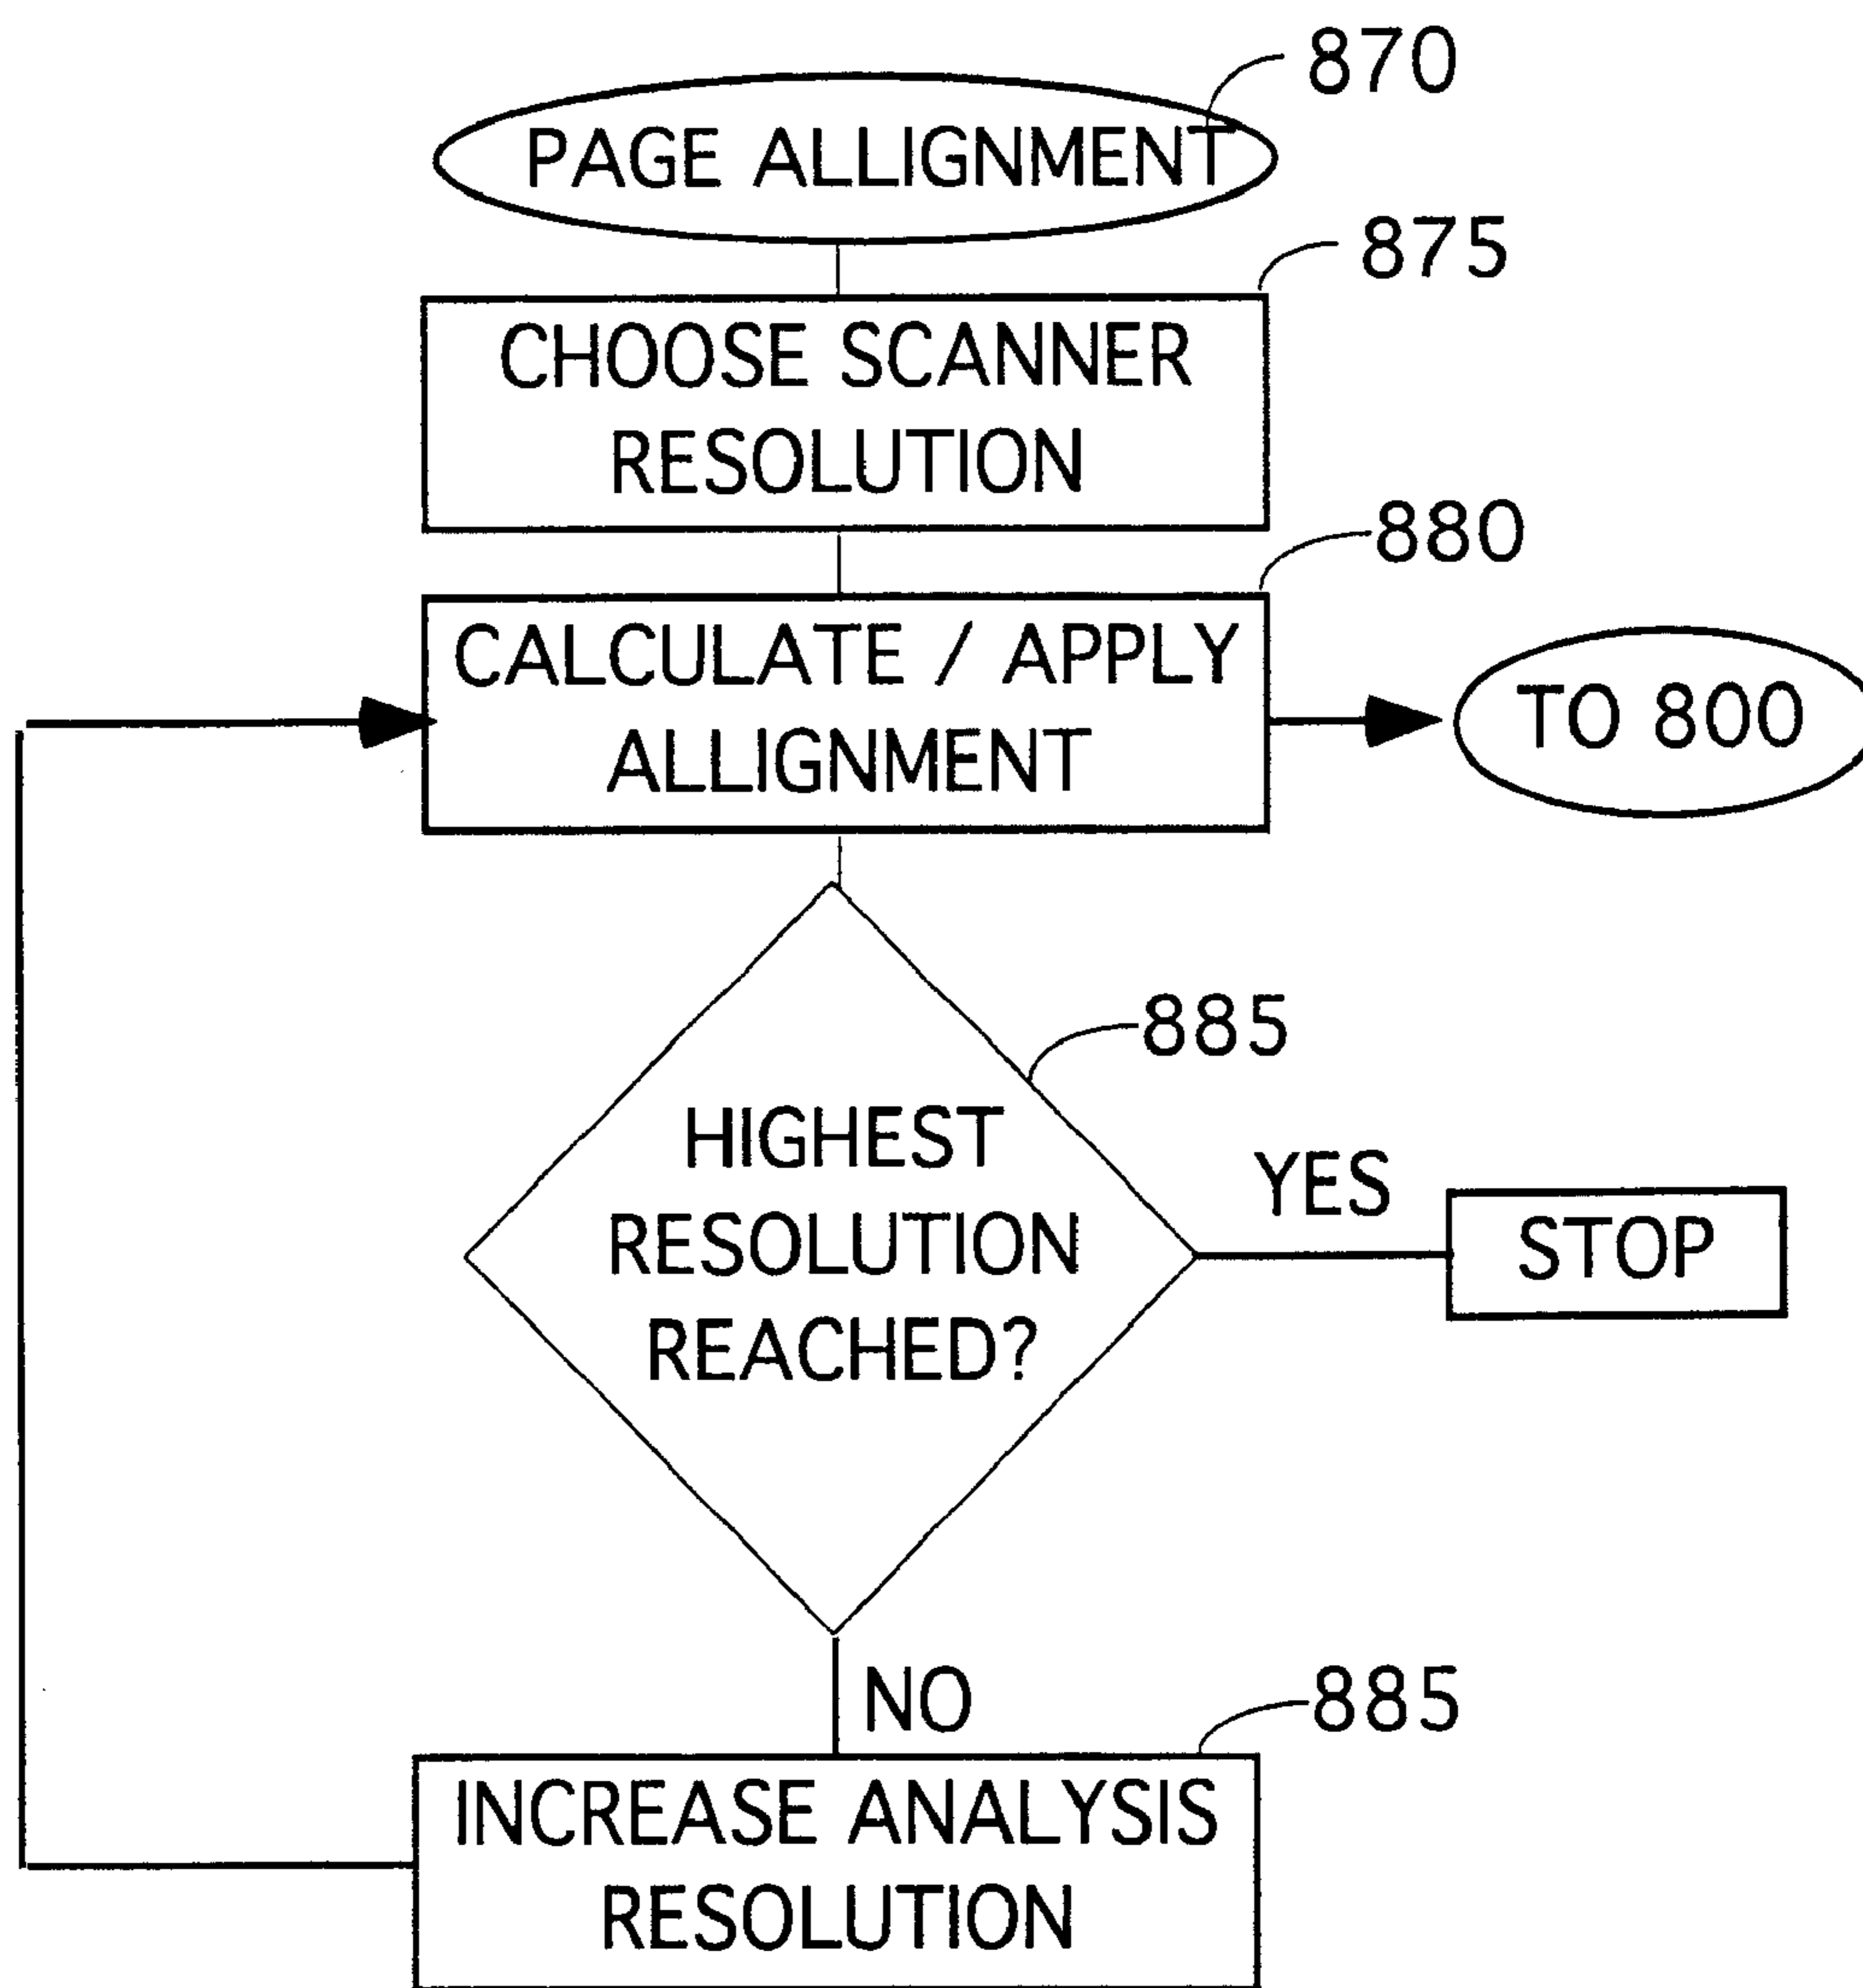 870
PAGE ALLIGNMENT
875
CHOOSE SCANNER
RESOLUTION
880
CALCULATE / APPLY
ALLIGNMENT
TO 800
885
HIGHEST
RESOLUTION
REACHED?
YES
STOP
NO
885
INCREASE ANALYSIS
RESOLUTION